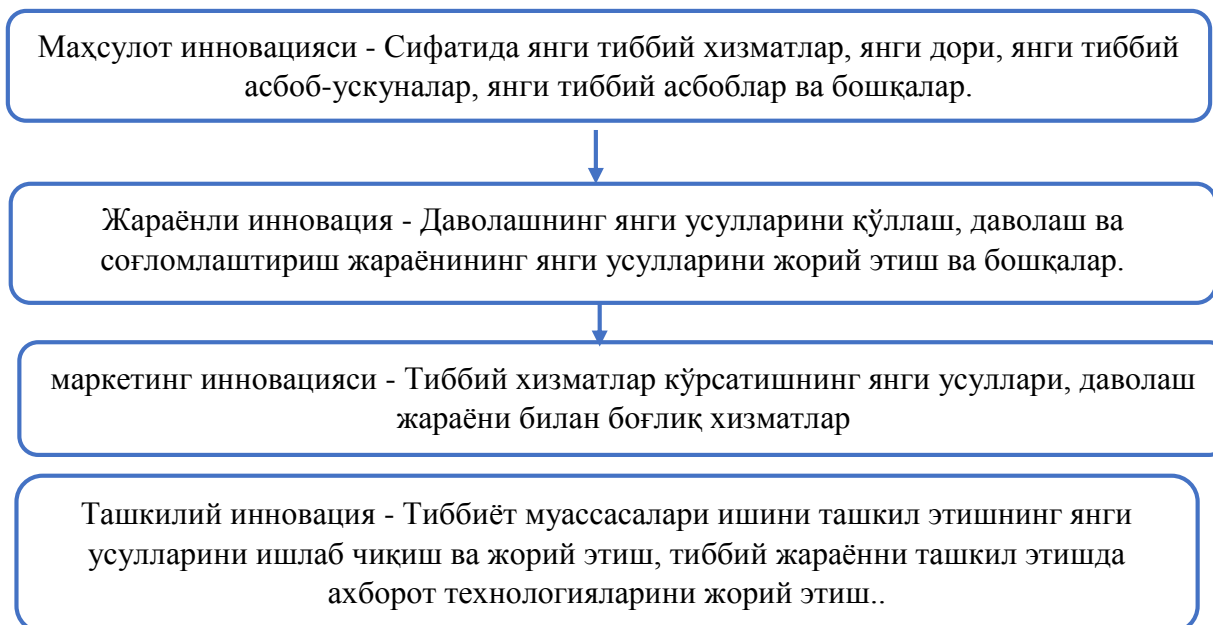 Маҳсулот инновацияси - Сифатида янги тиббий хизматлар, янги дори, янги тиббий
асбоб-ускуналар, янги тиббий асбоблар ва бошқалар.
Жараёнли инновация - Даволашнинг янги усулларини қўллаш, даволаш ва
соғломлаштириш жараёнининг янги усулларини жорий этиш ва бошқалар.
маркетинг инновацияси - Тиббий хизматлар кўрсатишнинг янги усуллари, даволаш
жараёни билан боғлиқ хизматлар
Ташкилий инновация - Тиббиёт муассасалари ишини ташкил этишнинг янги
усулларини ишлаб чиқиш ва жорий этиш, тиббий жараённи ташкил этишда
ахборот технологияларини жорий этиш..